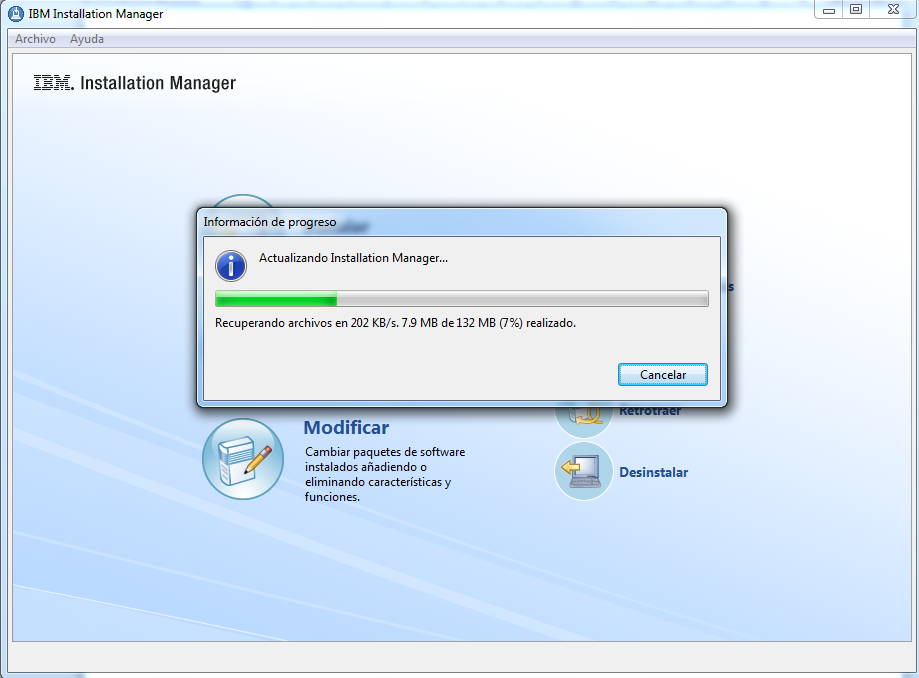 IBM Installation Manager
Archivo Ayuda
IBM. Installation Manager
Información de progreso
Actualizando Installation Manager...
Recuperando archivos en 202 KB/s. 7.9 MB de 132 MB (7%) realizado.
Cancelar
Retrotraer
Modificar
Cambiar paquetes de software
instalados añadiendo o
eliminando características y
funciones.
Desinstalar